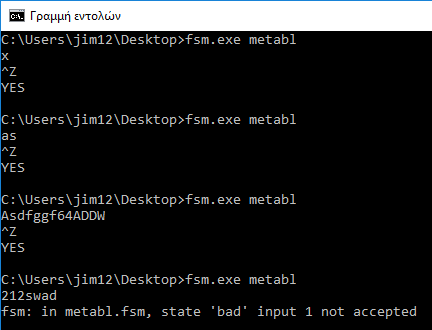 Γραμμή εντολών
C:\Users\jim12\Desktop>fsm.exe metabl
x
^Z
YES
C:\Users\jim12\Desktop>fsm.exe metabl
as
^Z
YES
C:\Users\jim12\Desktop>fsm.exe metabl
Asdfggf64ADDW
^Z
YES
C:\Users\jim12\Desktop>fsm.exe metabl
212swad
fsm: in metabl.fsm, state 'bad' input 1 not accepted